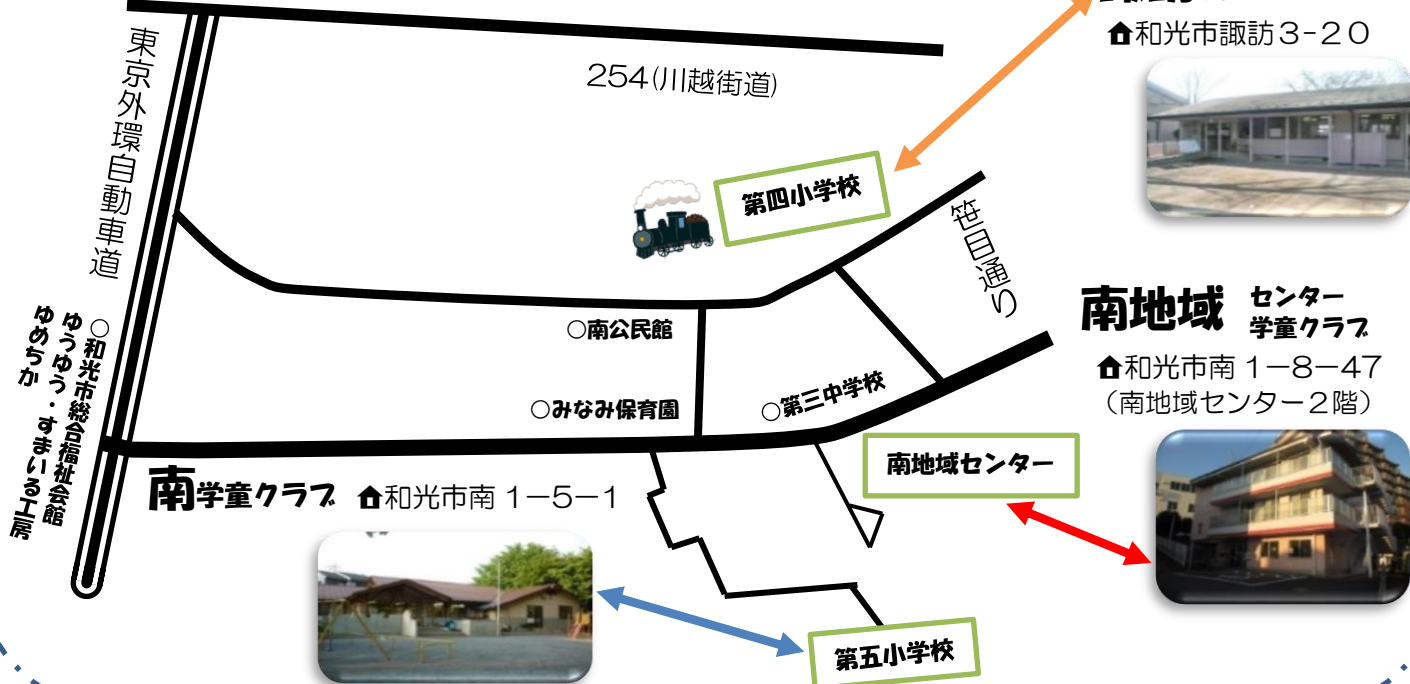 和光市諏訪3-20
254(川越街道)
東京外環自動車道
第四小学校
笹目通り
南地域 センター
学童クラブ
和光市南1-8-47
（南地域センター2階）
○南公民館
○みなみ保育園
○第三中学校
○和光市総合福祉会館
ゆうゆう・すまいる工房
ゆめちか
南地域センター
南学童クラブ 和光市南1-5-1
第五小学校